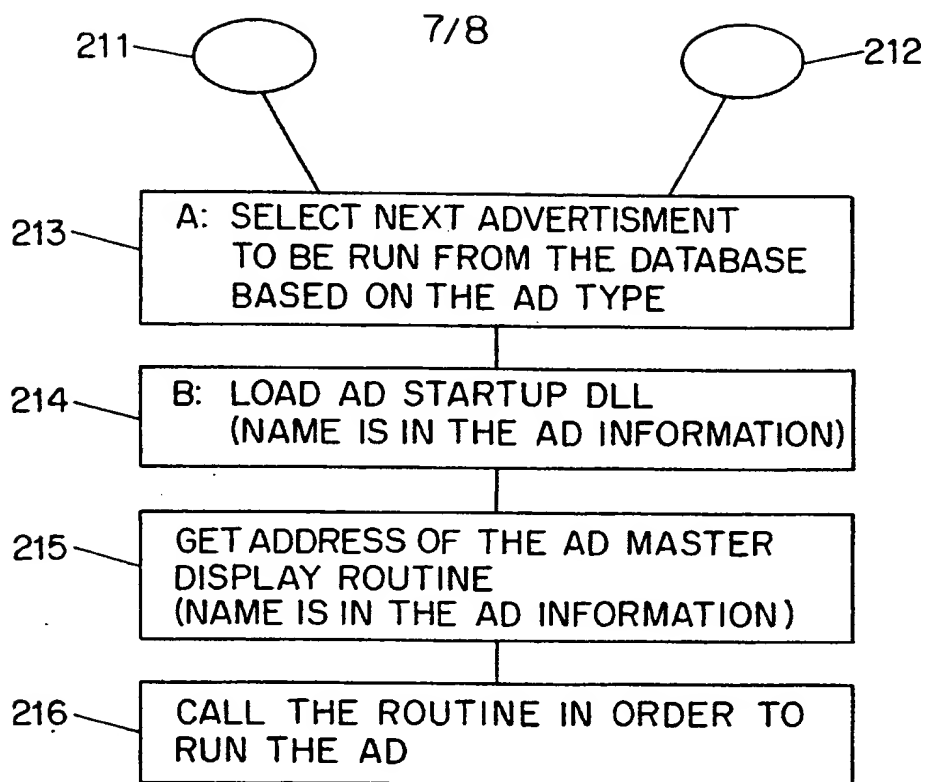 7/8
211
212
213
A: SELECT NEXT ADVERTISMENT
TO BE RUN FROM THE DATABASE
BASED ON THE AD TYPE
214
B: LOAD AD STARTUP DLL
(NAME IS IN THE AD INFORMATION)
215
GET ADDRESS OF THE AD MASTER
DISPLAY ROUTINE
(NAME IS IN THE AD INFORMATION)
216
CALL THE ROUTINE IN ORDER TO
RUN THE AD